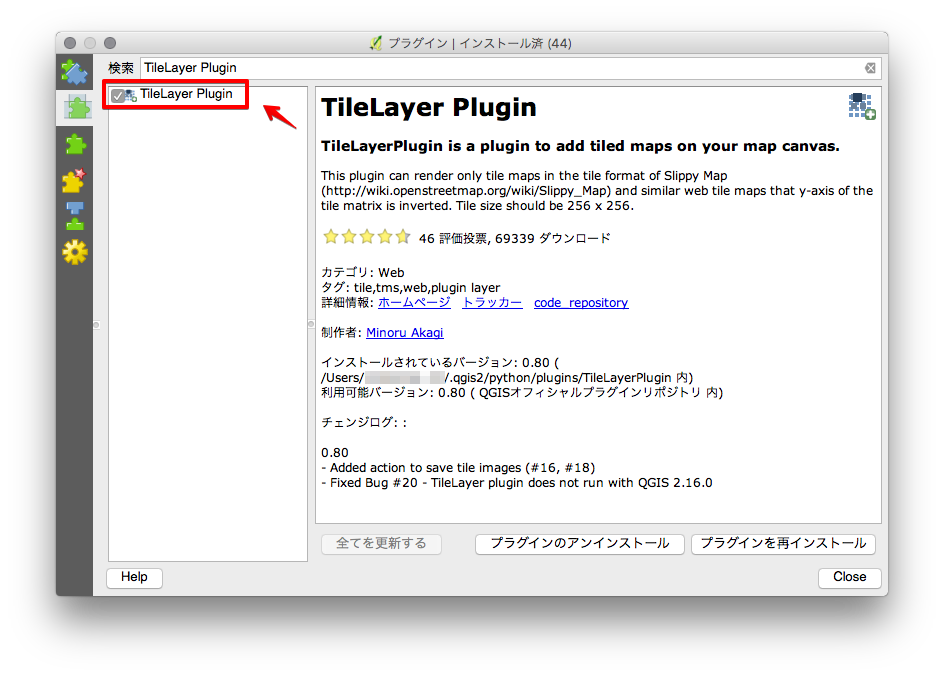 プラグイン | インストール済 (44)
検索 TileLayer Plugin
TileLayer Plugin
TileLayer Plugin
TileLayerPlugin is a plugin to add tiled maps on your map canvas.
This plugin can render only tile maps in the tile format of Slippy Map
(http://wiki.openstreetmap.org/wiki/Slippy_Map) and similar web tile maps that y-axis of the
tile matrix is inverted. Tile size should be 256 x 256.
46 評価投票, 69339 ダウンロード
カテゴリ: Web
タグ: tile,tms,web,plugin layer
詳細情報: ホームページ トラッカー code_repository
制作者: Minoru Akagi
インストールされているバージョン: 0.80 (
/Users/ /.qgis2/python/plugins/TileLayerPlugin 内)
利用可能バージョン: 0.80 ( QGISオフィシャルプラグインリポジトリ 内)
チェンジログ: :
0.80
- Added action to save tile images (#16, #18)
- Fixed Bug #20 - TileLayer plugin does not run with QGIS 2.16.0
全てを更新する プラグインのアンインストール プラグインを再インストール
Help Close